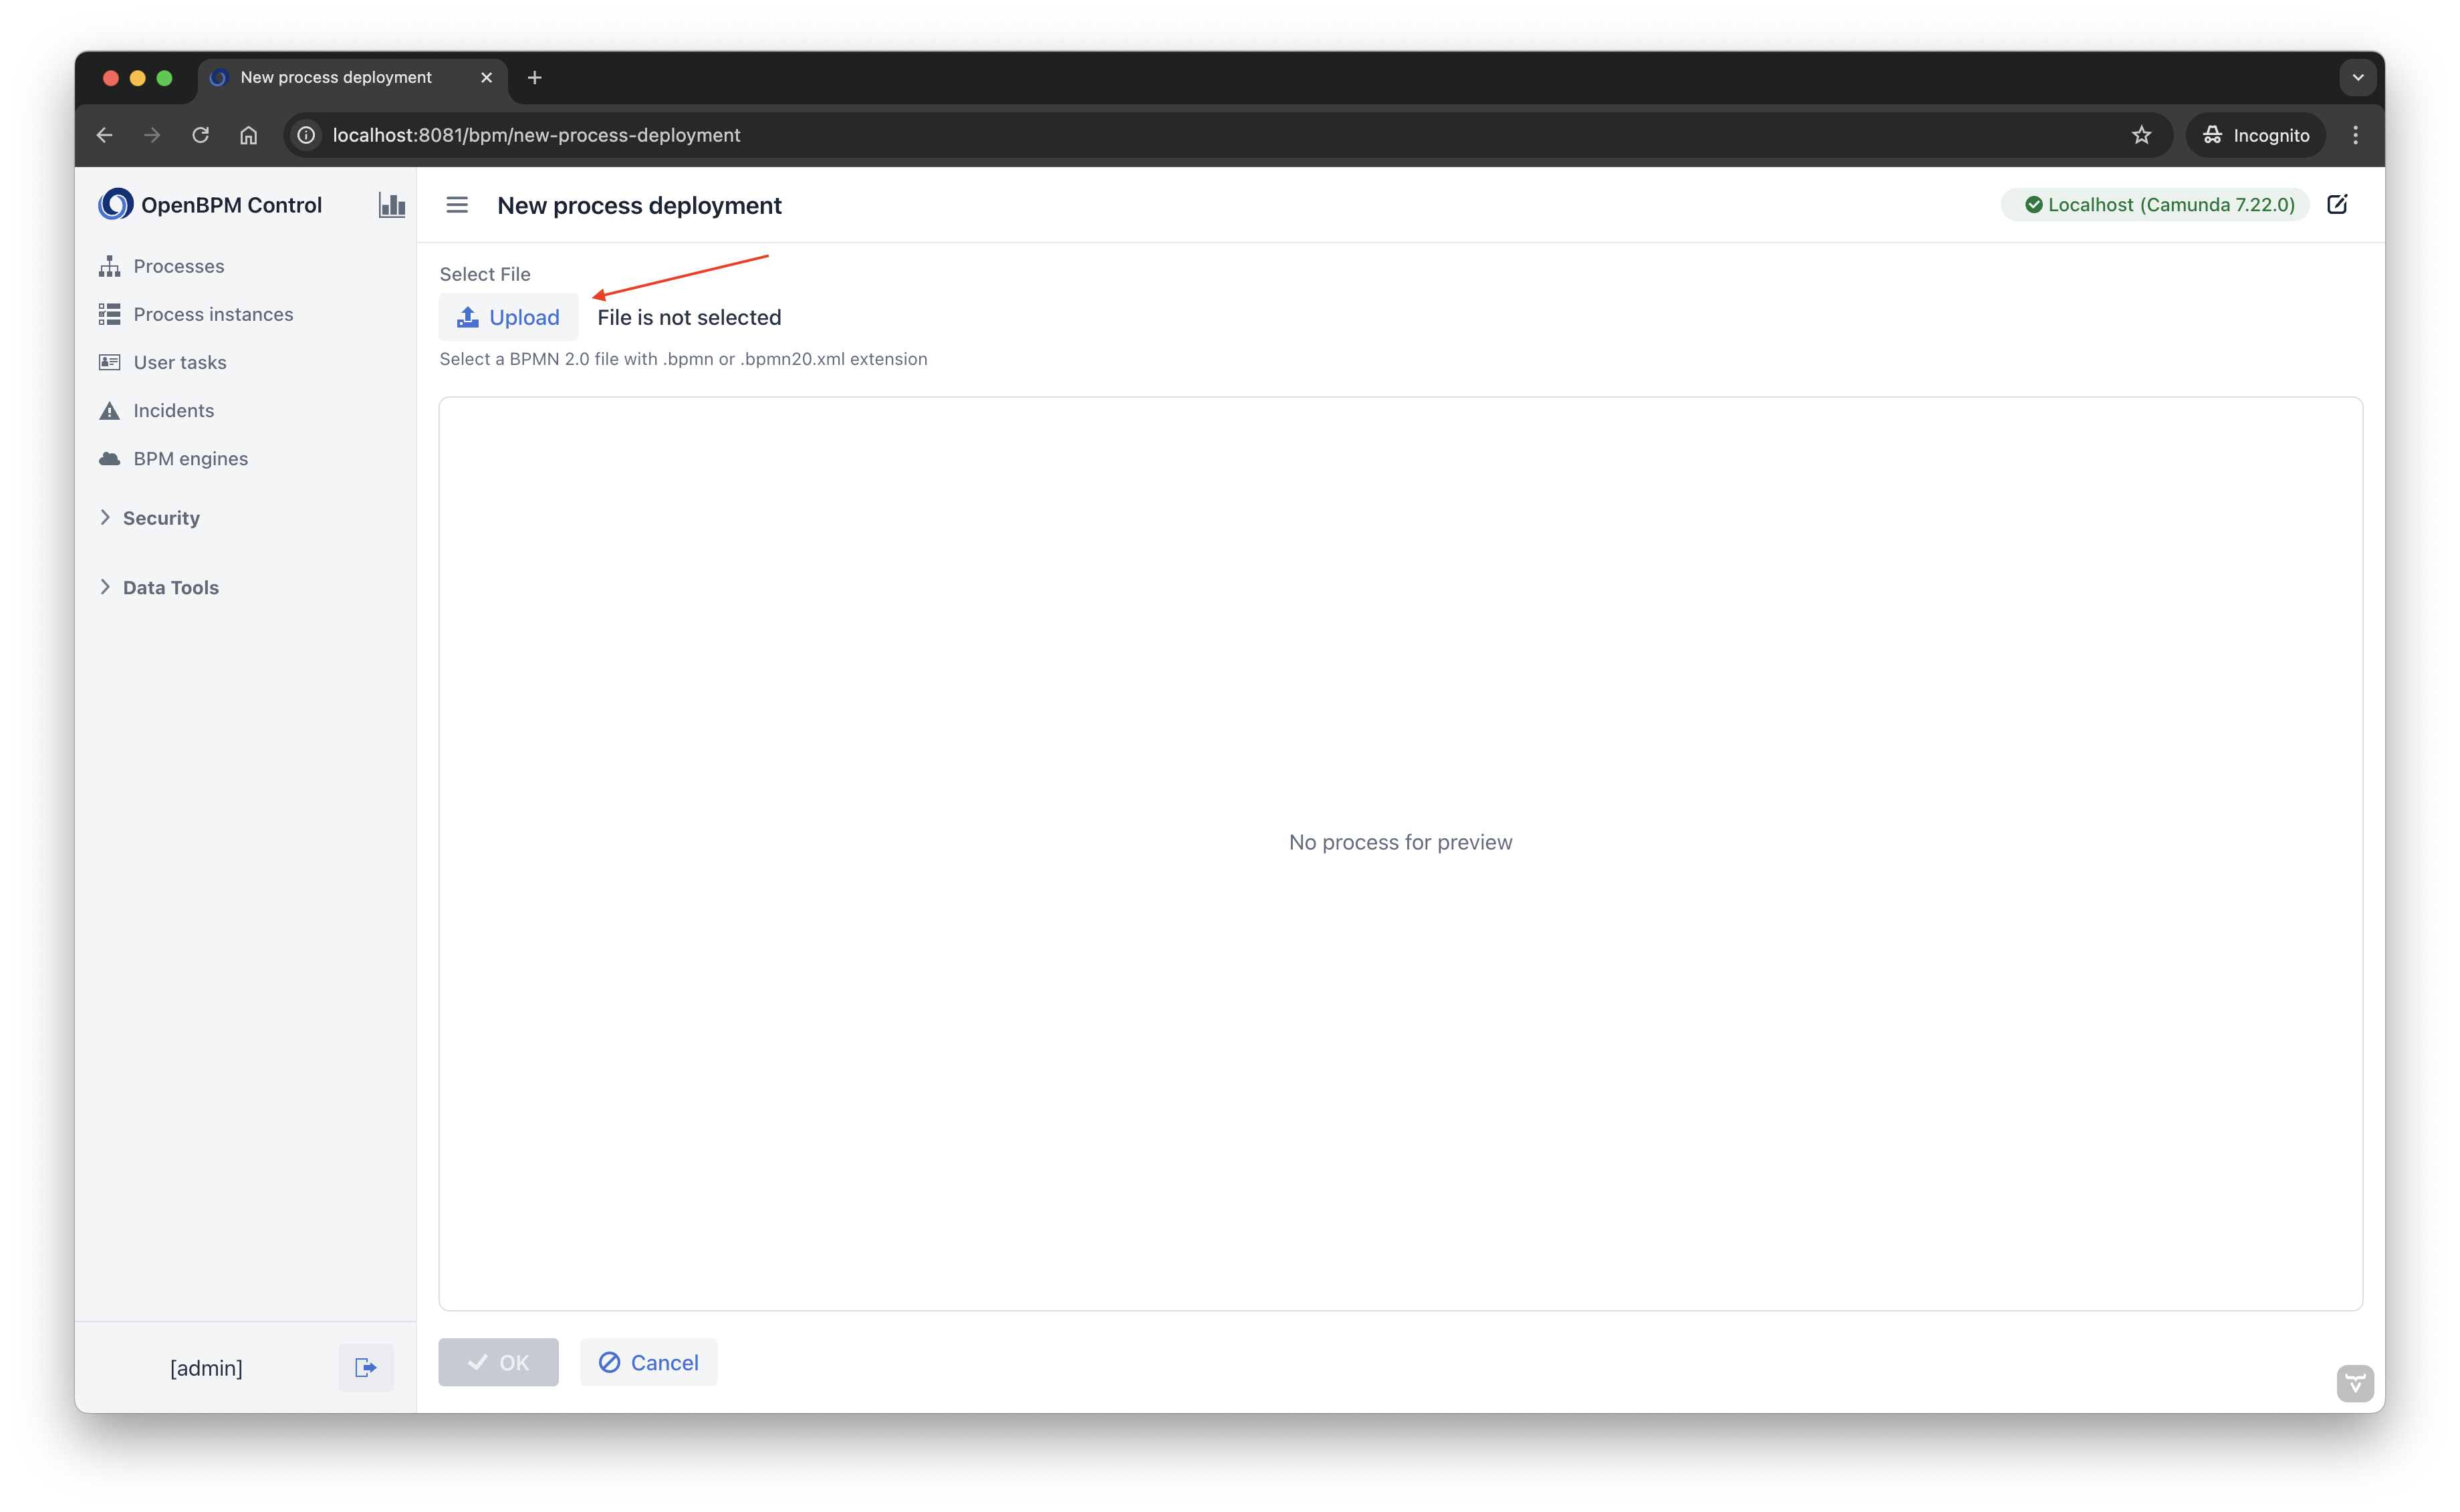 New process deployment
localhost:8081/bpm/new-process-deployment
Incognito
OpenBPM Control
New process deployment
Localhost (Camunda 7.22.0)
Processes
Process instances
User tasks
Incidents
BPM engines
Security
Data Tools
Select File
Upload
File is not selected
Select a BPMN 2.0 file with .bpmn or .bpmn20.xml extension
No process for preview
[admin]
OK
Cancel